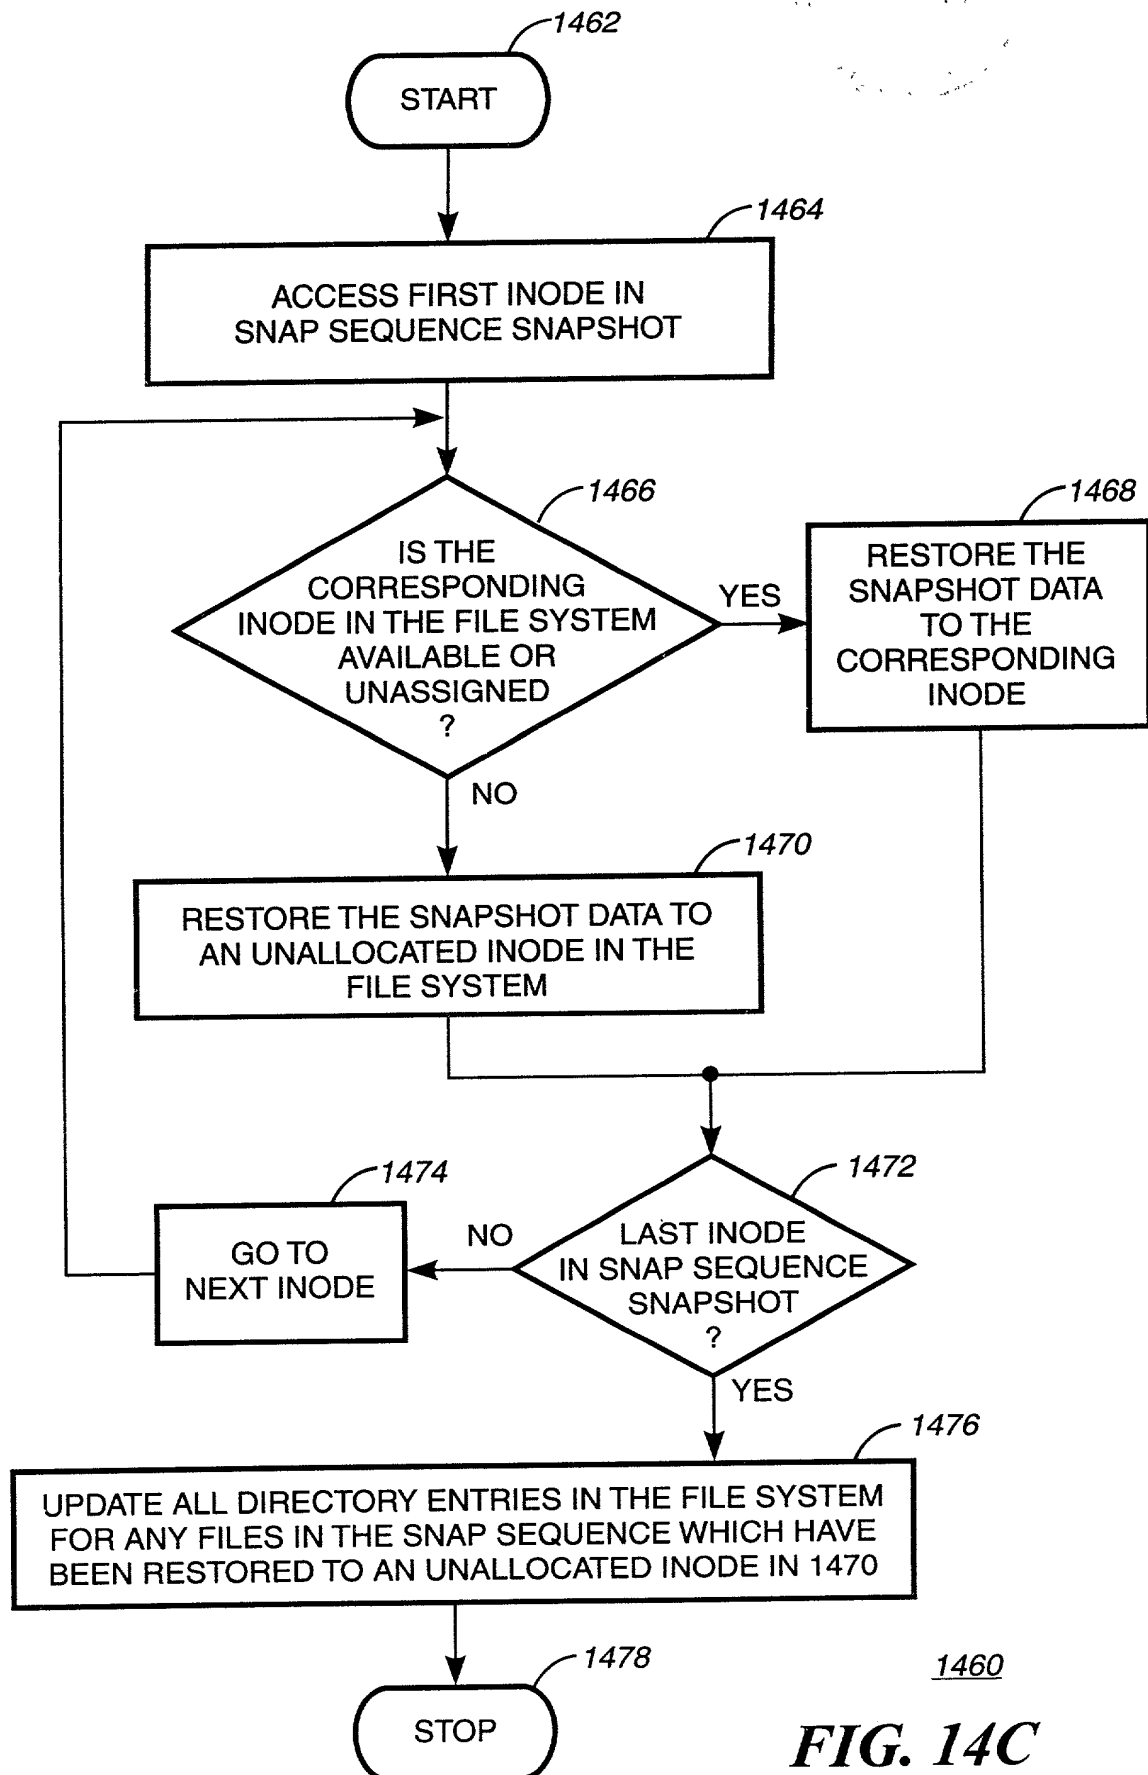 1462
START
1464
ACCESS FIRST INODE IN
SNAP SEQUENCE SNAPSHOT
1466
IS THE
CORRESPONDING
INODE IN THE FILE SYSTEM
AVAILABLE OR
UNASSIGNED
?
YES
1468
RESTORE THE
SNAPSHOT DATA
TO THE
CORRESPONDING
INODE
NO
1470
RESTORE THE SNAPSHOT DATA TO
AN UNALLOCATED INODE IN THE
FILE SYSTEM
1472
LAST INODE
IN SNAP SEQUENCE
SNAPSHOT
?
NO
1474
GO TO
NEXT INODE
YES
1476
UPDATE ALL DIRECTORY ENTRIES IN THE FILE SYSTEM
FOR ANY FILES IN THE SNAP SEQUENCE WHICH HAVE
BEEN RESTORED TO AN UNALLOCATED INODE IN 1470
1478
STOP
1460
FIG. 14C